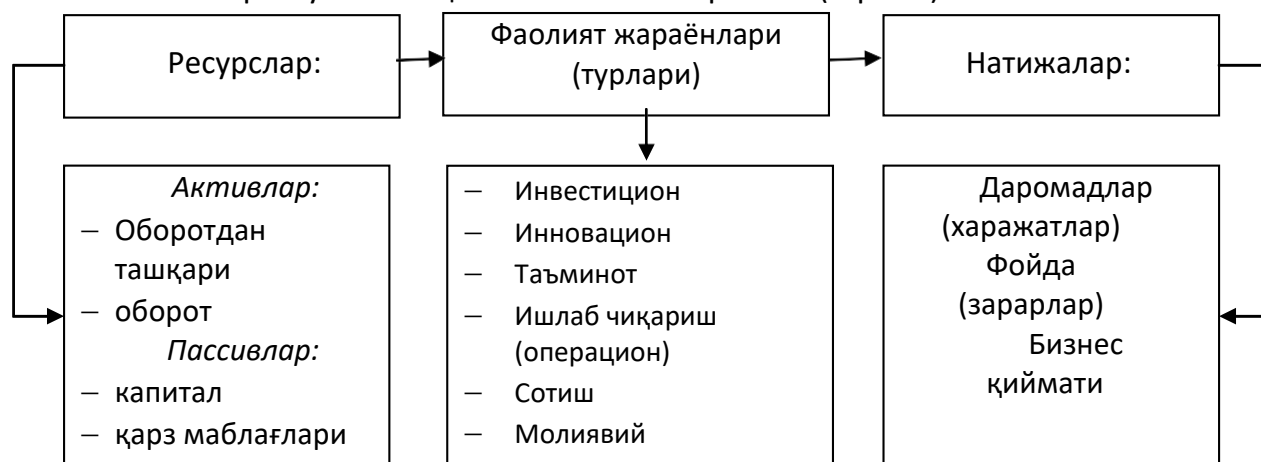 Ресурслар:
Фаолият жараёнлари
(турлари)
Натижалар:
Активлар:
– Оборотдан
ташқари
– оборот
Пассивлар:
– капитал
– қарз маблағлари
– Инвестицион
– Инновацион
– Таъминот
– Ишлаб чиқариш
(операцион)
– Сотиш
– Молиявий
Даромадлар
(харажатлар)
Фойда
(зарарлар)
Бизнес
қиймати